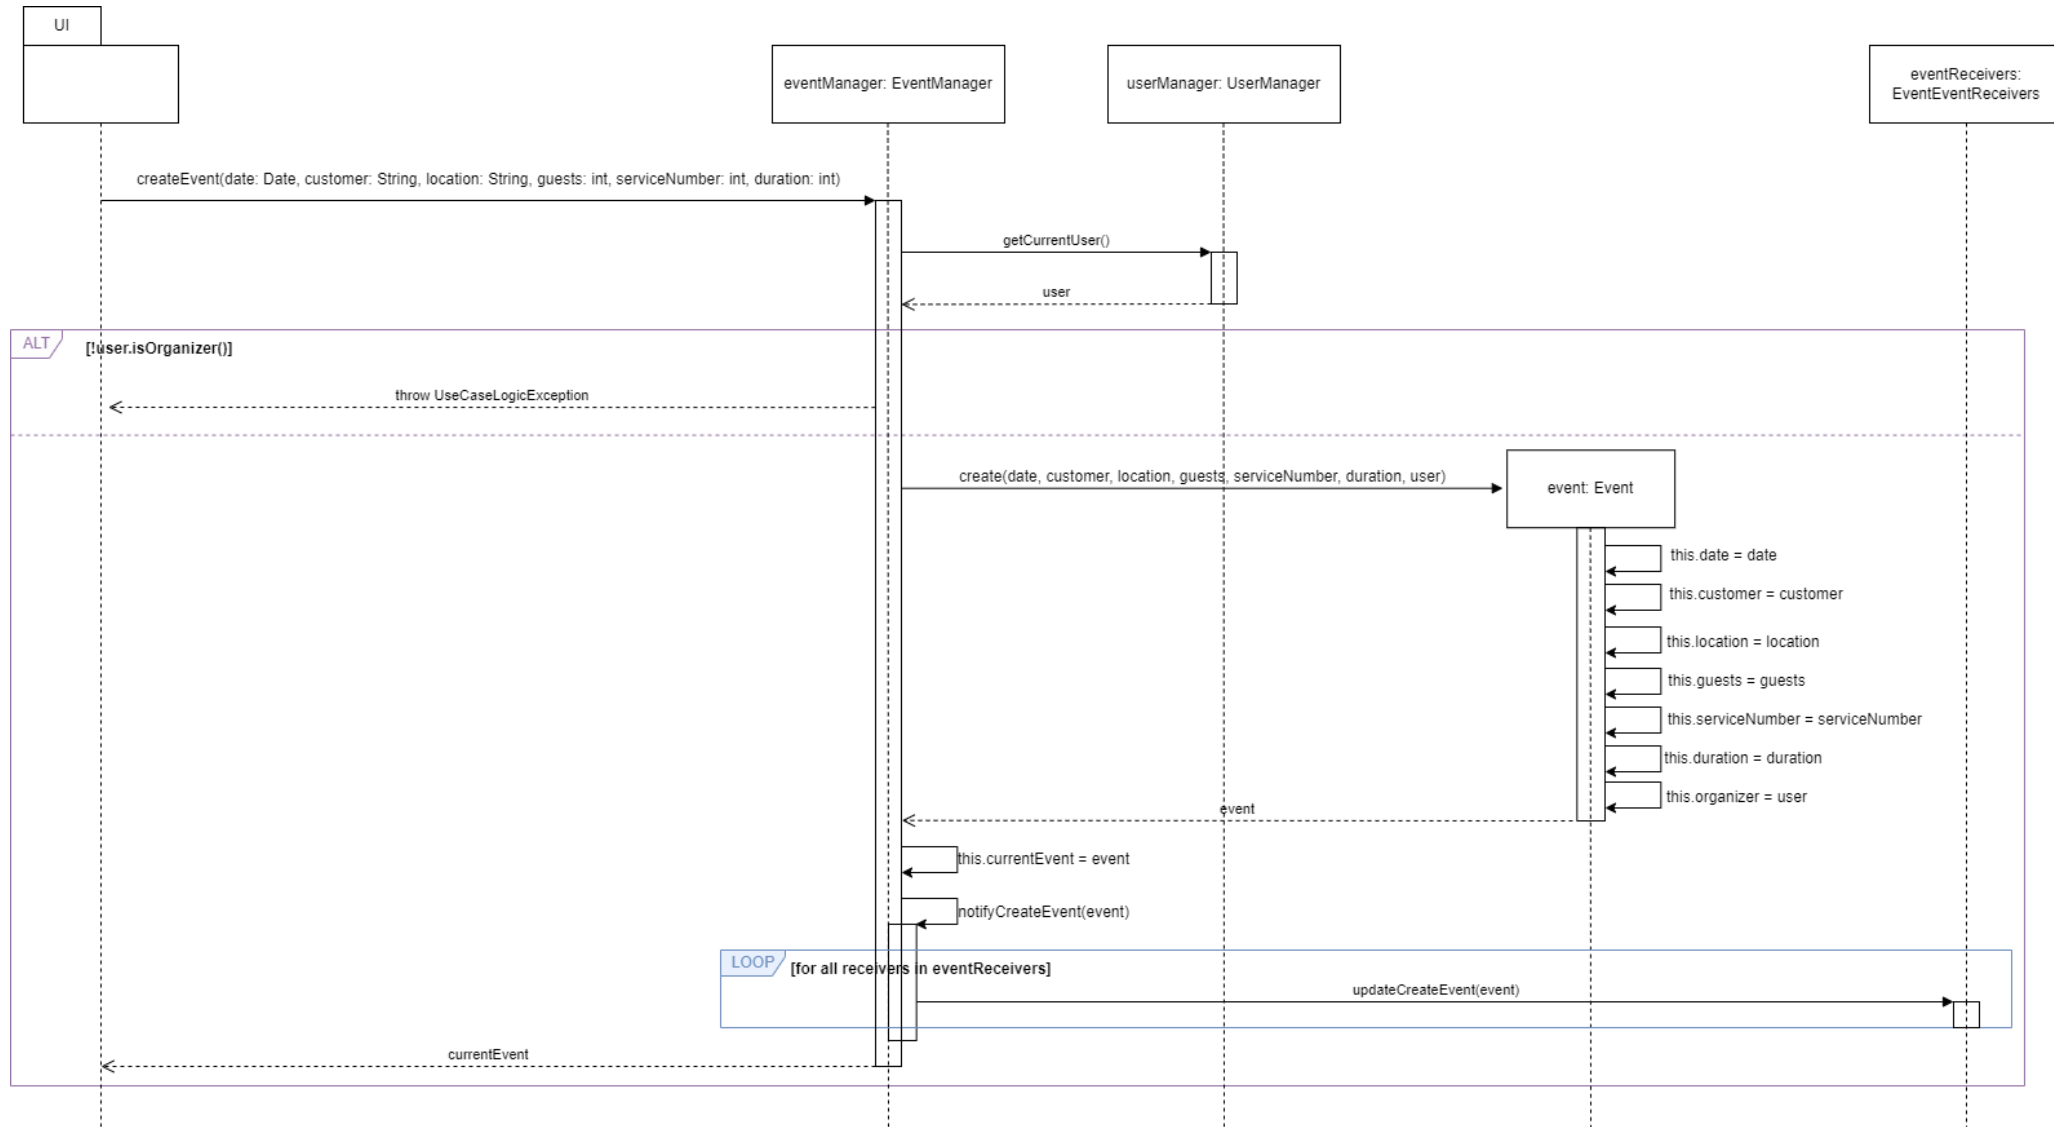 UI
eventManager: EventManager
userManager: UserManager
eventReceivers:
EventEventReceivers
createEvent(date: Date, customer: String, location: String, guests: int, serviceNumber: int, duration: int)
getCurrentUser()
user
ALT
[!user.isOrganizer()]
throw UseCaseLogicException
create(date, customer, location, guests, serviceNumber, duration, user)
event: Event
this.date = date
this.customer = customer
this.location = location
this.guests = guests
this.serviceNumber = serviceNumber
this.duration = duration
this.organizer = user
event
this.currentEvent = event
notifyCreateEvent(event)
LOOP
[for all receivers in eventReceivers]
updateCreateEvent(event)
currentEvent